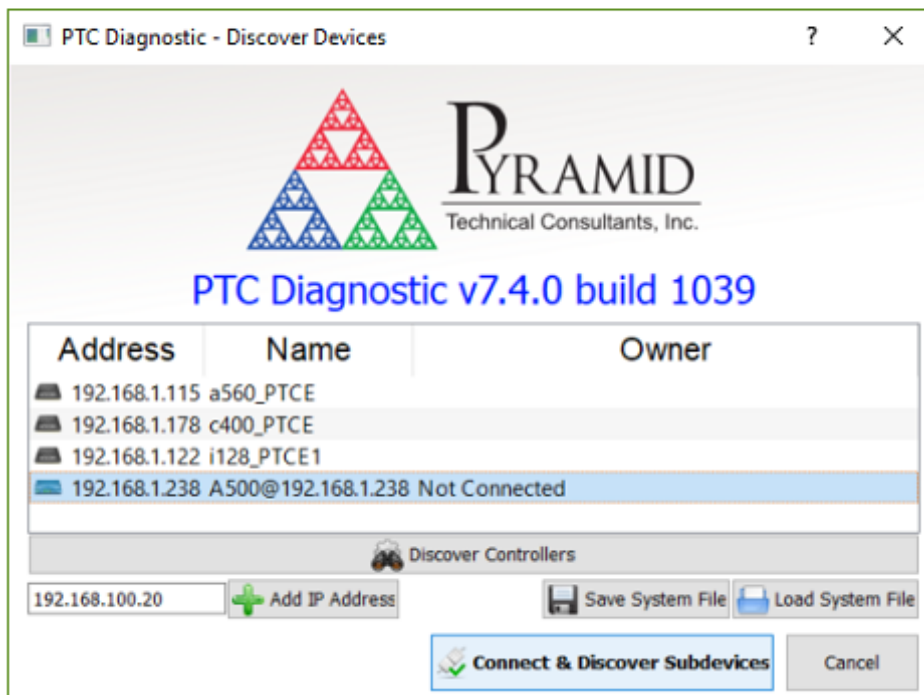 PTC Diagnostic - Discover Devices ?
PYRAMID
Technical Consultants, Inc.
PTC Diagnostic v7.4.0 build 1039
Address Name Owner
192.168.1.115 a560_PTCE
192.168.1.178 c400_PTCE
192.168.1.122 i128_PTCE1
192.168.1.238 A500@192.168.1.238 Not Connected
Discover Controllers
192.168.100.20 Add IP Address Save System File Load System File
Connect & Discover Subdevices Cancel